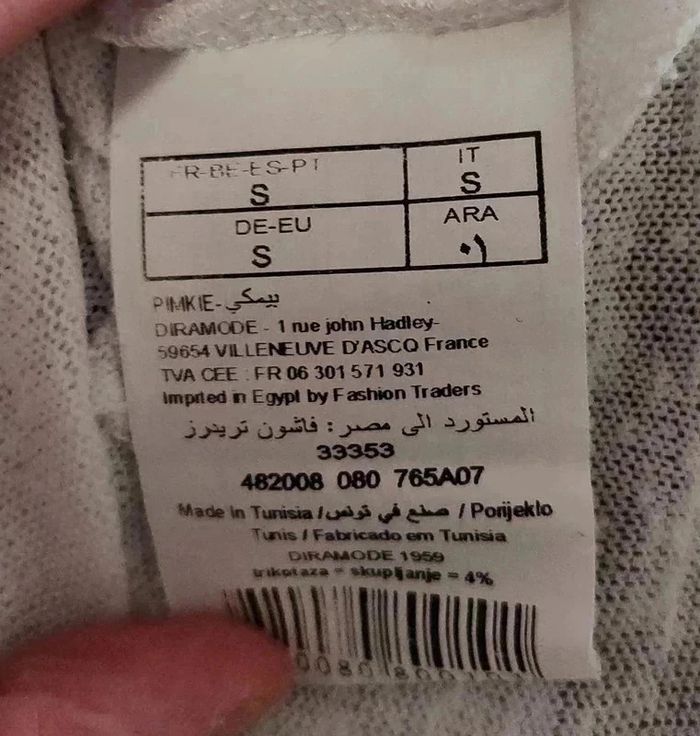 FR-BE-ES-PT
S
IT
S
DE-EU
S
ARA
٠١
PIMKIE-بيمكي
DIRAMODE - 1 rue john Hadley-
59654 VILLENEUVE D'ASCQ France
TVA CEE : FR 06 301 571 931
Imprted in Egypt by Fashion Traders
المستورد الى مصر : فاشون تريدرز
33353
482008 080 765A07
Made in Tunisia / صنع في تونس / Porijeklo
Tunis / Fabricado em Tunisia
DIRAMODE 1959
trikotaza = skupljanje = 4%